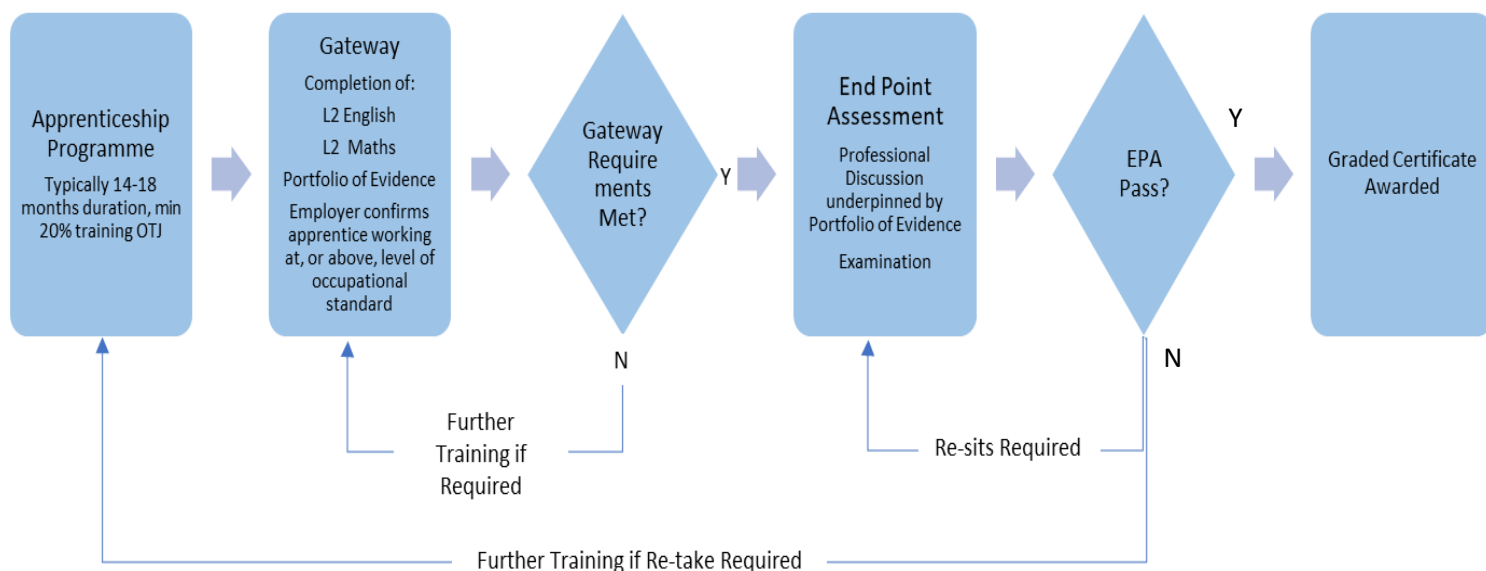 Apprenticeship
Programme
Typically 14-18
months duration, min
20% training OTJ
Gateway
Completion of:
L2 English
L2 Maths
Portfolio of Evidence
Employer confirms
apprentice working
at, or above, level of
occupational
standard
Gateway
Require
ments
Met?
Y
N
Further
Training if
Required
End Point
Assessment
Professional
Discussion
underpinned by
Portfolio of Evidence
Examination
EPA
Pass?
Y
N
Re-sits Required
Graded Certificate
Awarded
Further Training if Re-take Required